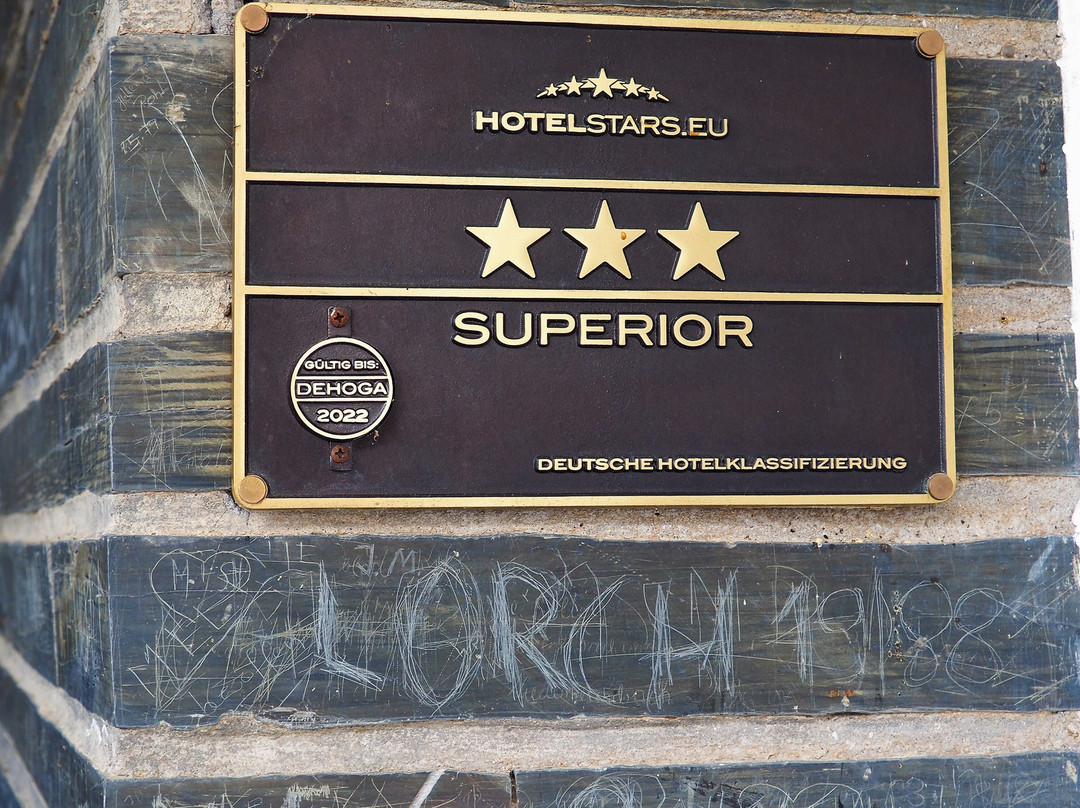 HOTELSTARS.EU
SUPERIOR
GÜLTIG BIS:
DEHOGA
2022
DEUTSCHE HOTELKLASSIFIZIERUNG
J.M
LORCH 1988